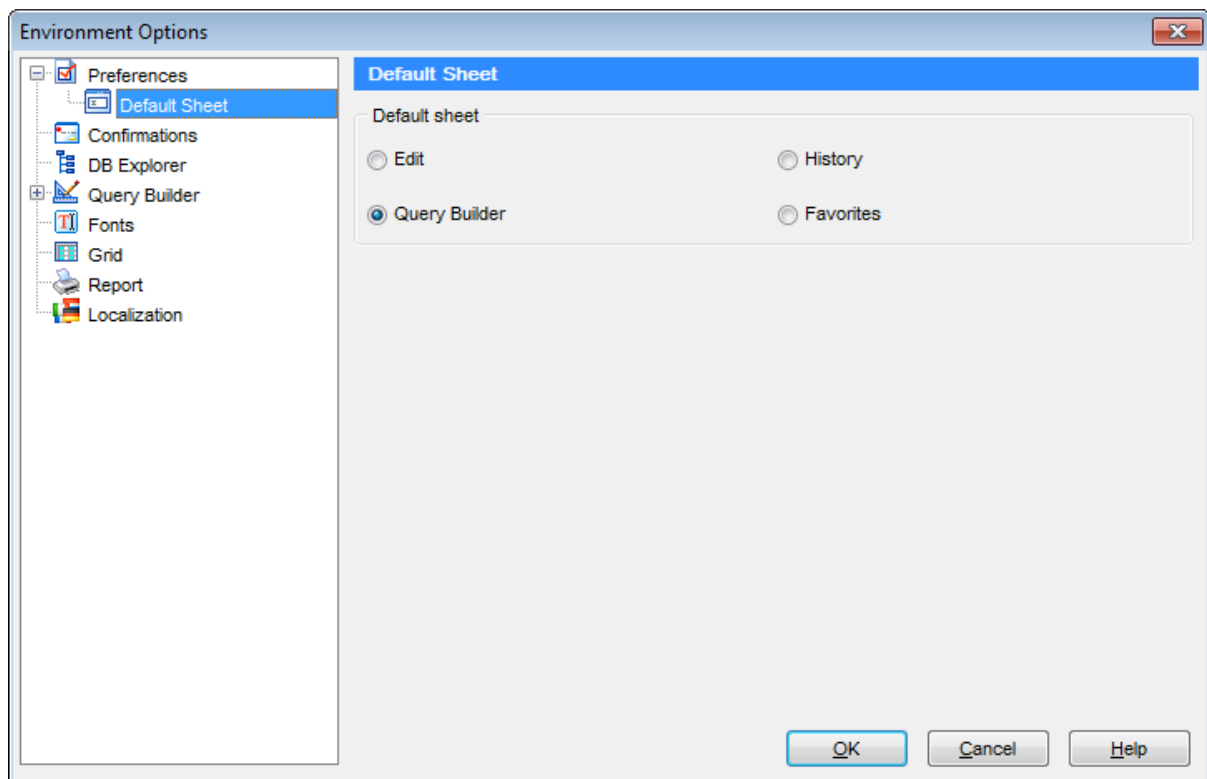 Environment Options
Preferences
Default Sheet
Confirmations
DB Explorer
Query Builder
Fonts
Grid
Report
Localization
Default Sheet
Default sheet
Edit
History
Query Builder
Favorites
OK
Cancel
Help